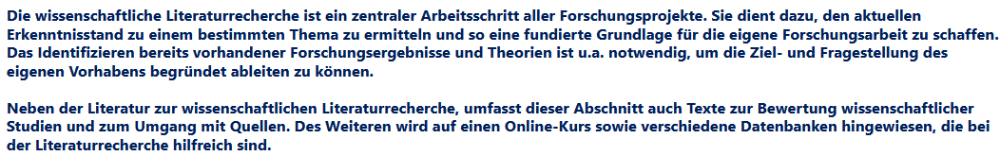 Die wissenschaftliche Literaturrecherche ist ein zentraler Arbeitsschritt aller Forschungsprojekte. Sie dient dazu, den aktuellen
Erkenntnisstand zu einem bestimmten Thema zu ermitteln und so eine fundierte Grundlage für die eigene Forschungsarbeit zu schaffen.
Das Identifizieren bereits vorhandener Forschungsergebnisse und Theorien ist u.a. notwendig, um die Ziel- und Fragestellung des
eigenen Vorhabens begründet ableiten zu können.

Neben der Literatur zur wissenschaftlichen Literaturrecherche, umfasst dieser Abschnitt auch Texte zur Bewertung wissenschaftlicher
Studien und zum Umgang mit Quellen. Des Weiteren wird auf einen Online-Kurs sowie verschiedene Datenbanken hingewiesen, die bei
der Literaturrecherche hilfreich sind.